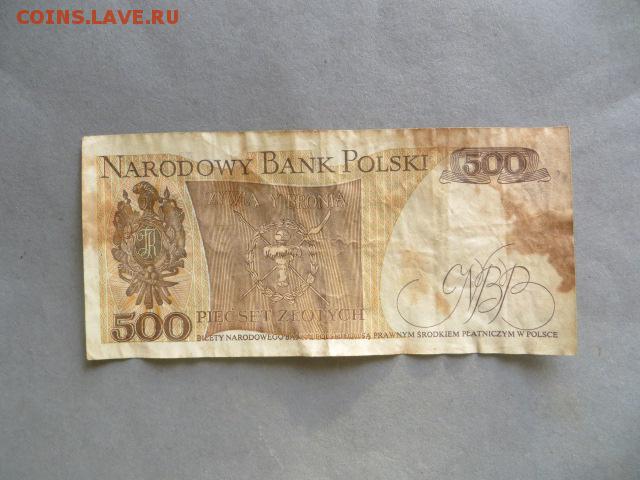 COINS.LAVE.RU
NARODOWY BANK POLSKI
500
ŻYWIĄ Y BRONIĄ
NBP
500
PIĘĆSET ZŁOTYCH
BILETY NARODOWEGO BANKU POLSKIEGO SĄ PRAWNYM ŚRODKIEM PŁATNICZYM W POLSCE